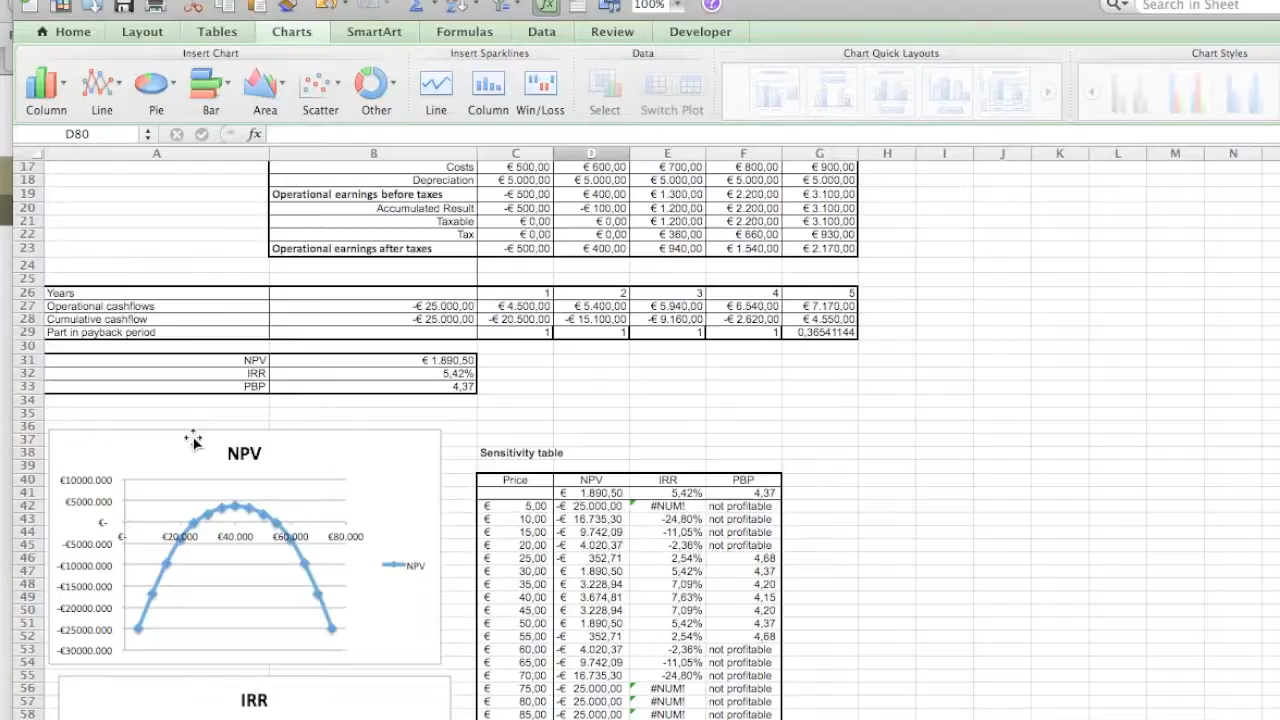 100%
Search in Sheet
Home Layout Tables Charts SmartArt Formulas Data Review Developer
Insert Chart Insert Sparklines Data Chart Quick Layouts Chart Styles
Column Line Pie Bar Area Scatter Other Line Column Win/Loss Select Switch Plot
D80 fx
A B C D E F G H I J K L M N
17 Costs € 500,00 € 600,00 € 700,00 € 800,00 € 900,00
18 Depreciation € 5.000,00 € 5.000,00 € 5.000,00 € 5.000,00 € 5.000,00
19 Operational earnings before taxes -€ 500,00 € 400,00 € 1.300,00 € 2.200,00 € 3.100,00
20 Accumulated Result -€ 500,00 -€ 100,00 € 1.200,00 € 2.200,00 € 3.100,00
21 Taxable € 0,00 € 0,00 € 1.200,00 € 2.200,00 € 3.100,00
22 Tax € 0,00 € 0,00 € 360,00 € 660,00 € 930,00
23 Operational earnings after taxes -€ 500,00 € 400,00 € 940,00 € 1.540,00 € 2.170,00
24
25
26 Years 1 2 3 4 5
27 Operational cashflows -€ 25.000,00 € 4.500,00 € 5.400,00 € 5.940,00 € 6.540,00 € 7.170,00
28 Cumulative cashflow -€ 25.000,00 -€ 20.500,00 -€ 15.100,00 -€ 9.160,00 -€ 2.620,00 € 4.550,00
29 Part in payback period 1 1 1 1 0,36541144
30
31 NPV € 1.890,50
32 IRR 5,42%
33 PBP 4,37
34
35
36
37
38 Sensitivity table
39
40 Price NPV IRR PBP
41 € 1.890,50 5,42% 4,37
42 € 5,00 -€ 25.000,00 #NUM! not profitable
43 € 10,00 -€ 16.735,30 -24,80% not profitable
44 € 15,00 -€ 9.742,09 -11,05% not profitable
45 € 20,00 -€ 4.020,37 -2,36% not profitable
46 € 25,00 -€ 352,71 2,54% 4,68
47 € 30,00 € 1.890,50 5,42% 4,37
48 € 35,00 € 3.228,94 7,09% 4,20
49 € 40,00 € 3.674,81 7,63% 4,15
50 € 45,00 € 3.228,94 7,09% 4,20
51 € 50,00 € 1.890,50 5,42% 4,37
52 € 55,00 -€ 352,71 2,54% 4,68
53 € 60,00 -€ 4.020,37 -2,36% not profitable
54 € 65,00 -€ 9.742,09 -11,05% not profitable
55 € 70,00 -€ 16.735,30 -24,80% not profitable
56 € 75,00 -€ 25.000,00 #NUM! not profitable
57 € 80,00 -€ 25.000,00 #NUM! not profitable
58 € 85,00 -€ 25.000,00 #NUM! not profitable
NPV
€10000.000
€5000.000
€-
€- €20.000 €40.000 €60.000 €80.000
-€5000.000
-€10000.000
NPV
-€15000.000
-€20000.000
-€25000.000
-€30000.000
IRR